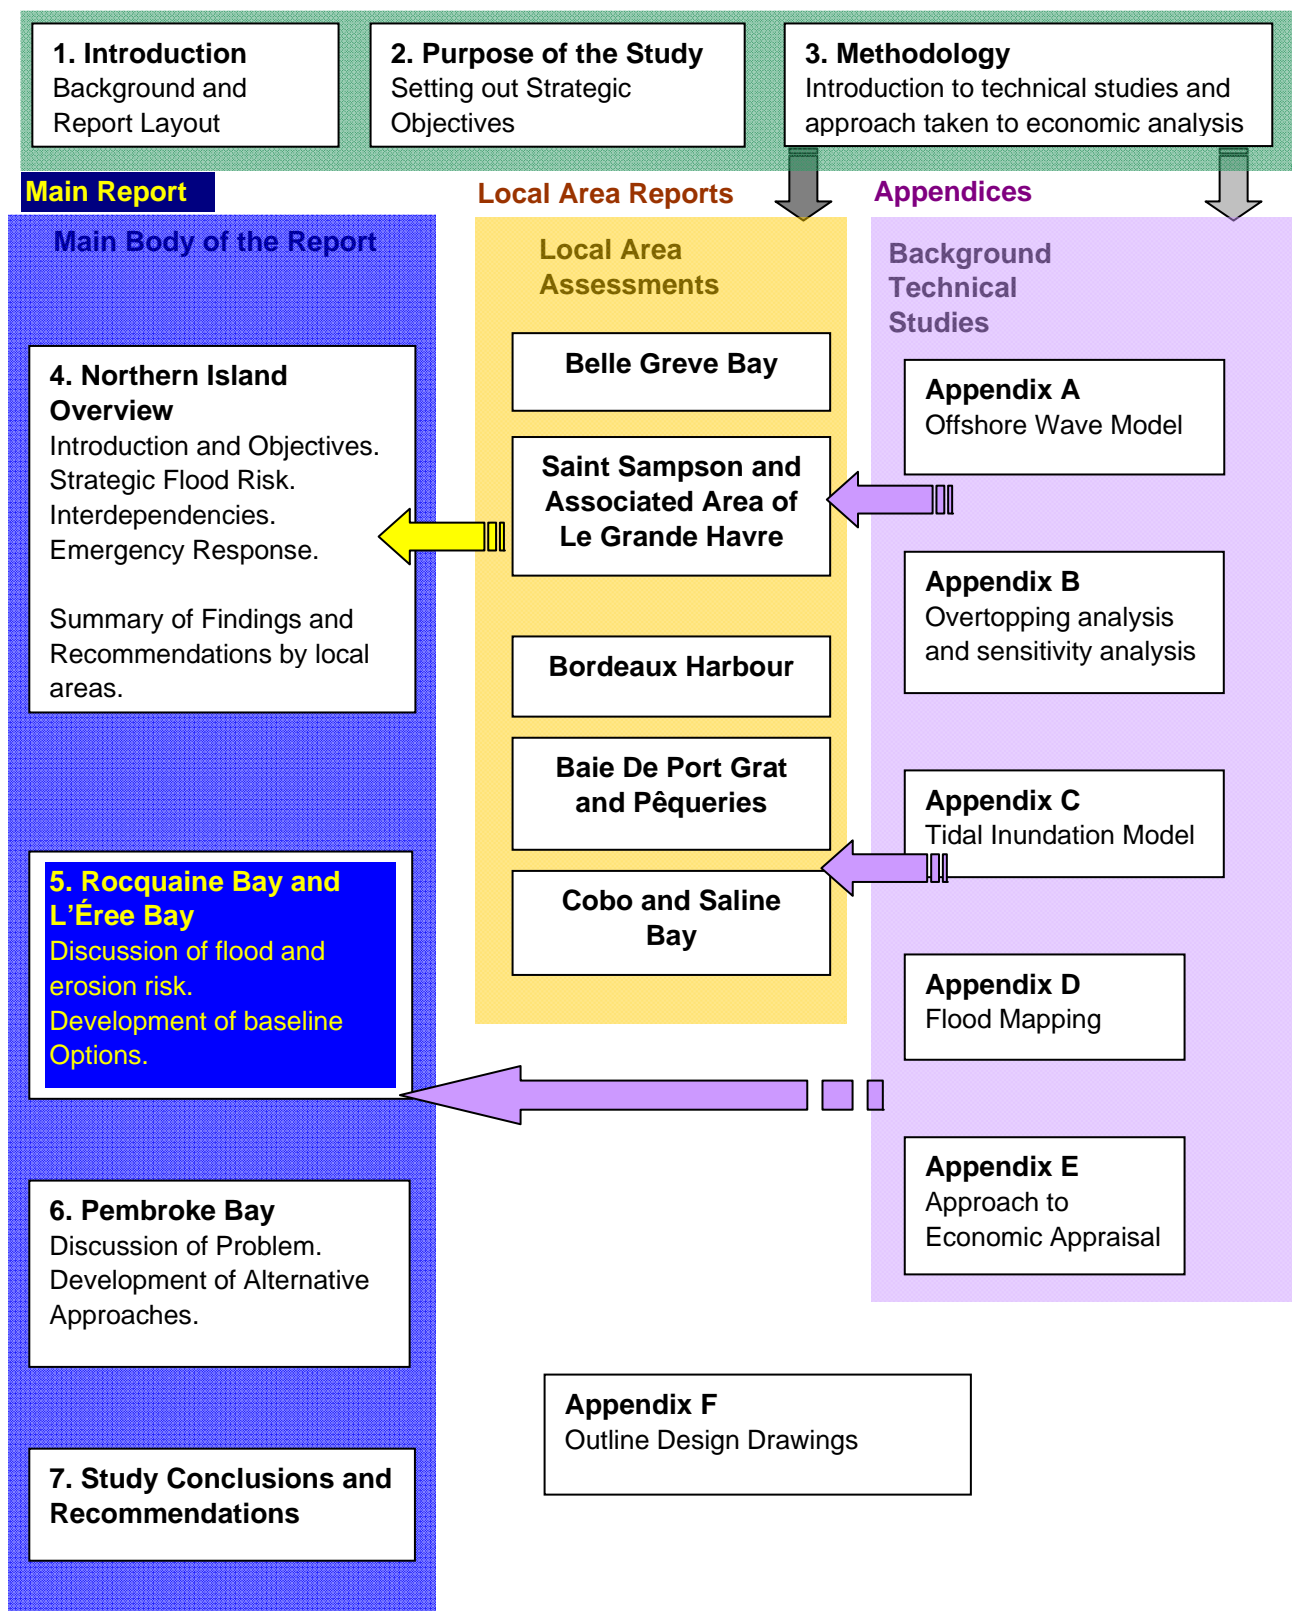 1. Introduction
Background and
Report Layout
2. Purpose of the Study
Setting out Strategic
Objectives
3. Methodology
Introduction to technical studies and
approach taken to economic analysis
Main Report
Main Body of the Report
4. Northern Island
Overview
Introduction and Objectives.
Strategic Flood Risk.
Interdependencies.
Emergency Response.
Summary of Findings and
Recommendations by local
areas.
5. Rocquaine Bay and
L'Éree Bay
Discussion of flood and
erosion risk.
Development of baseline
Options.
6. Pembroke Bay
Discussion of Problem.
Development of Alternative
Approaches.
7. Study Conclusions and
Recommendations
Local Area Reports
Local Area
Assessments
Belle Greve Bay
Saint Sampson and
Associated Area of
Le Grande Havre
Bordeaux Harbour
Baie De Port Grat
and Pêqueries
Cobo and Saline
Bay
Appendices
Background
Technical
Studies
Appendix A
Offshore Wave Model
Appendix B
Overtopping analysis
and sensitivity analysis
Appendix C
Tidal Inundation Model
Appendix D
Flood Mapping
Appendix E
Approach to
Economic Appraisal
Appendix F
Outline Design Drawings